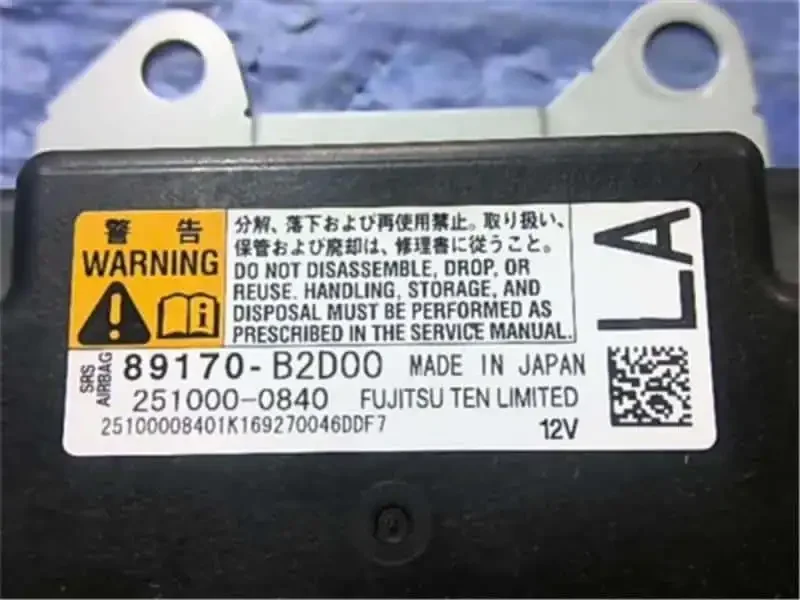 警告
WARNING
分解、落下および再使用禁止。取り扱い、
保管および廃却は、修理書に従うこと。
DO NOT DISASSEMBLE, DROP, OR
REUSE. HANDLING, STORAGE, AND
DISPOSAL MUST BE PERFORMED AS
PRESCRIBED IN THE SERVICE MANUAL.
LA
SRS
AIRBAG
89170-B2D00 MADE IN JAPAN
251000-0840 FUJITSU TEN LIMITED
25100008401K169270046DDF7 12V